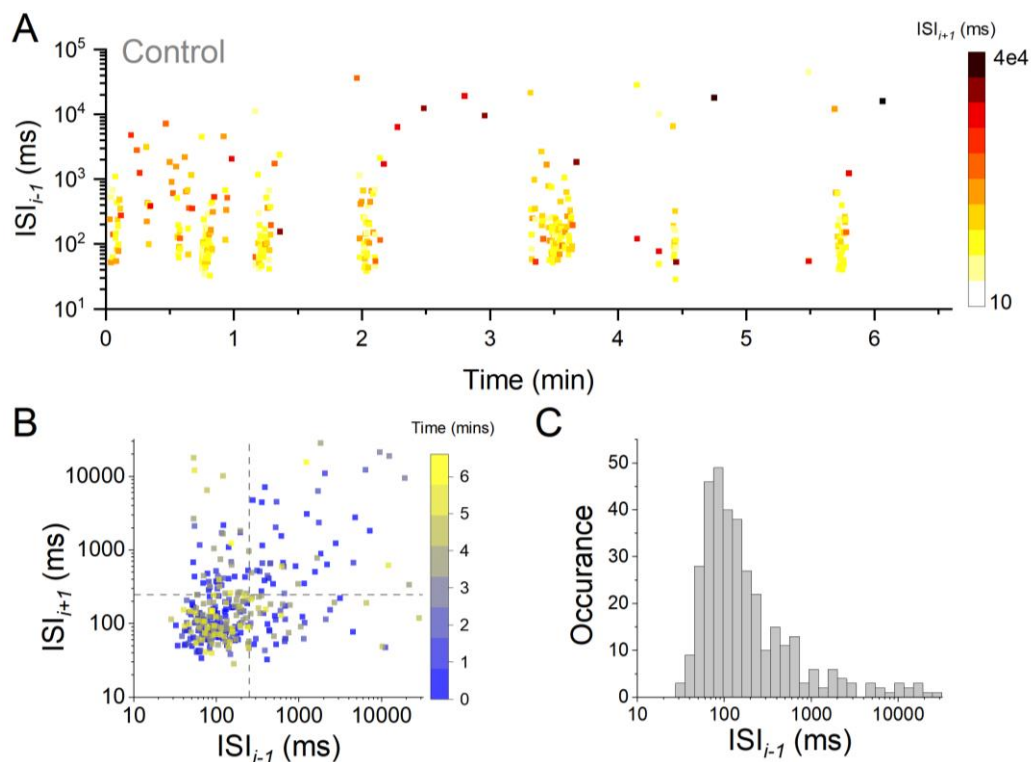 A
Control
ISIi+1 (ms)
4e4
10
10^5
10^4
10^3
10^2
10^1
ISIi-1 (ms)
0 1 2 3 4 5 6
Time (min)
B
Time (mins)
10000
1000
100
10
ISIi+1 (ms)
6
5
4
3
2
1
0
10 100 1000 10000
ISIi-1 (ms)
C
50
40
30
20
10
0
Occurance
10 100 1000 10000
ISIi-1 (ms)